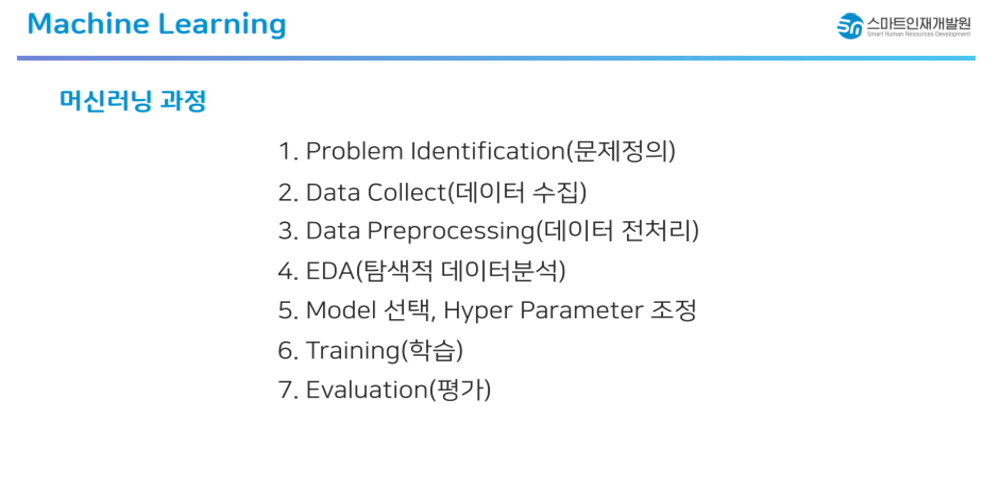 Machine Learning
스마트인재개발원
Smart Human Resources Development
머신러닝 과정
1. Problem Identification(문제정의)
2. Data Collect(데이터 수집)
3. Data Preprocessing(데이터 전처리)
4. EDA(탐색적 데이터분석)
5. Model 선택, Hyper Parameter 조정
6. Training(학습)
7. Evaluation(평가)